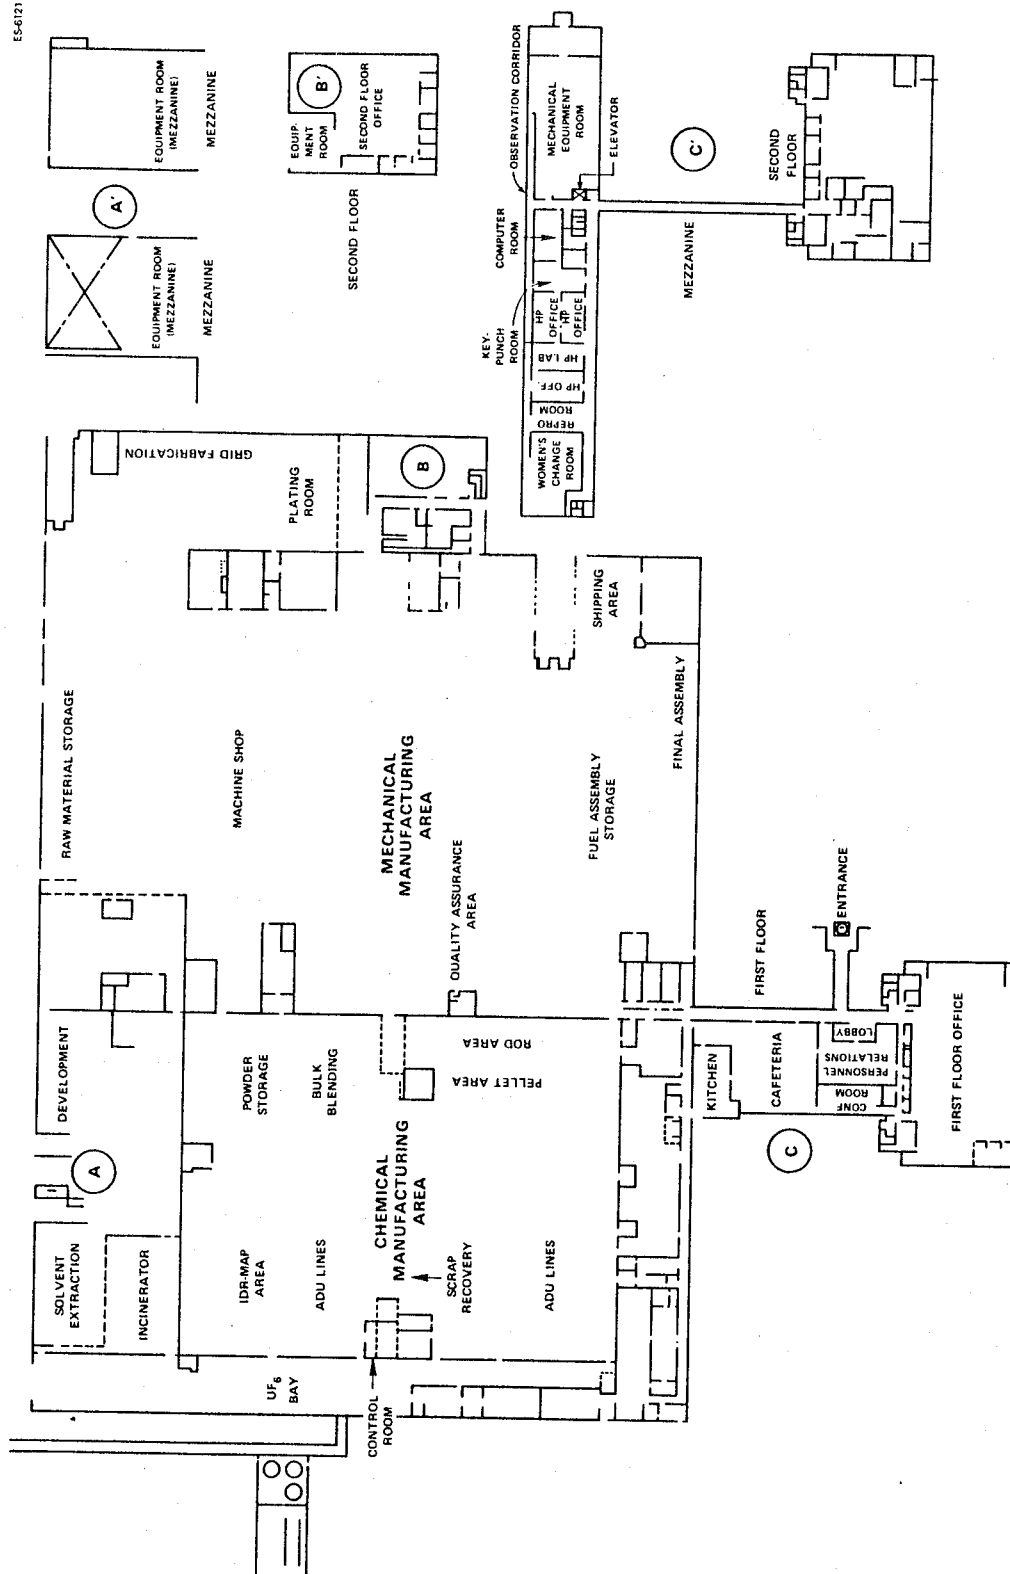 ES-6121
EQUIPMENT ROOM
(MEZZANINE)
MEZZANINE
A'
EQUIPMENT ROOM
(MEZZANINE)
MEZZANINE
EQUIP-
MENT
ROOM
B'
SECOND FLOOR
OFFICE
SECOND FLOOR
OBSERVATION CORRIDOR
MECHANICAL
EQUIPMENT
ROOM
ELEVATOR
COMPUTER
ROOM
KEY-
PUNCH
ROOM
HP
OFFICE
HP
OFFICE
HP LAB
HP OFF.
REPRO
ROOM
WOMEN'S
CHANGE
ROOM
MEZZANINE
C'
SECOND
FLOOR
GRID FABRICATION
PLATING
ROOM
B
RAW MATERIAL STORAGE
MACHINE SHOP
MECHANICAL
MANUFACTURING
AREA
QUALITY ASSURANCE
AREA
SHIPPING
AREA
FUEL ASSEMBLY
STORAGE
FINAL ASSEMBLY
DEVELOPMENT
A
SOLVENT
EXTRACTION
INCINERATOR
POWDER
STORAGE
BULK
BLENDING
ROD AREA
PELLET AREA
CHEMICAL
MANUFACTURING
AREA
IDR-MAP
AREA
ADU LINES
SCRAP
RECOVERY
ADU LINES
UF6
BAY
CONTROL
ROOM
FIRST FLOOR
ENTRANCE
KITCHEN
CAFETERIA
LOBBY
PERSONNEL
RELATIONS
CONF
ROOM
C
FIRST FLOOR OFFICE